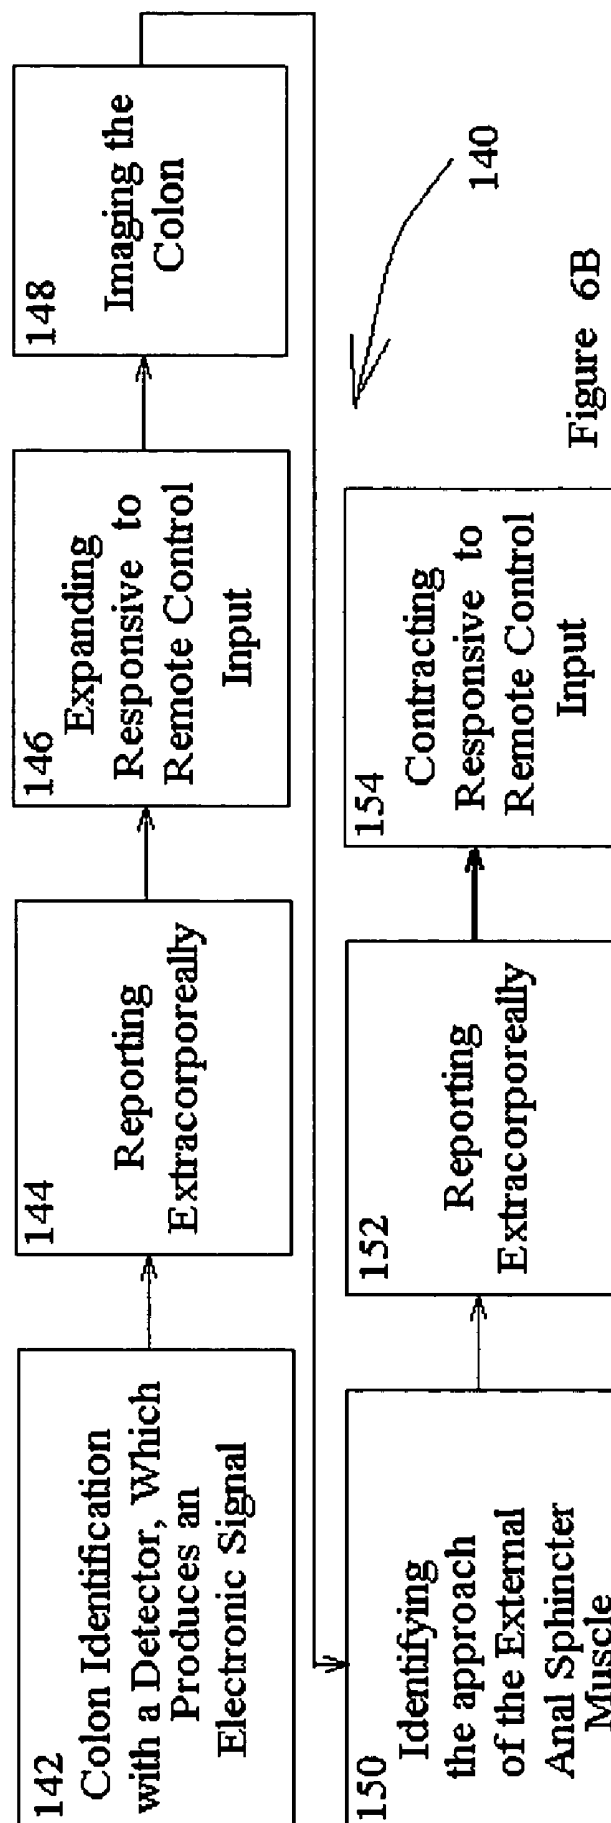 142
Colon Identification
with a Detector, Which
Produces an
Electronic Signal
144
Reporting
Extracorporeally
146
Expanding
Responsive to
Remote Control
Input
148
Imaging the
Colon
150
Identifying
the approach
of the External
Anal Sphincter
Muscle
152
Reporting
Extracorporeally
154
Contracting
Responsive to
Remote Control
Input
140
Figure 6B